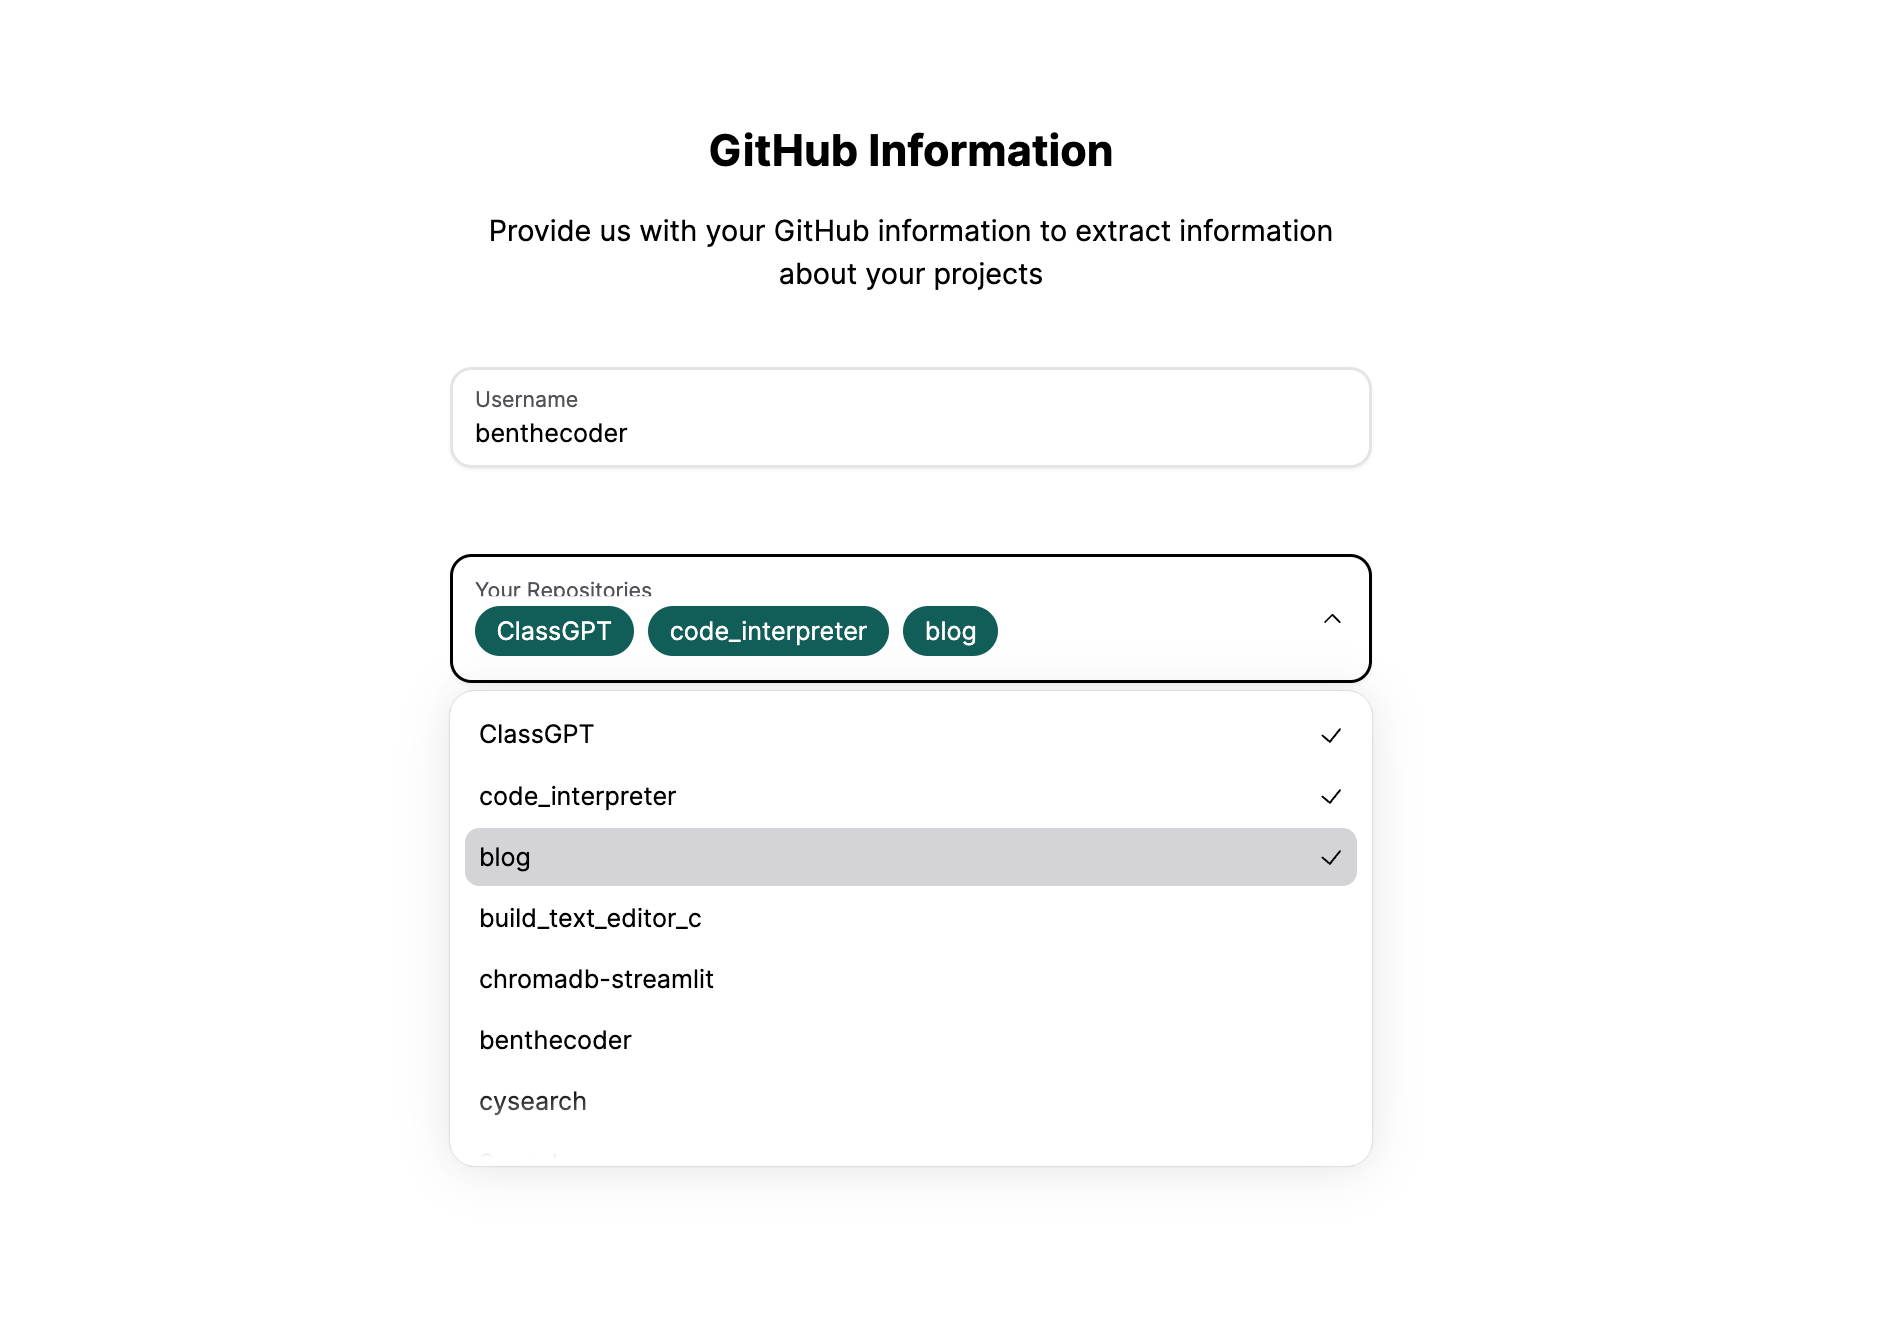 GitHub Information
Provide us with your GitHub information to extract information
about your projects
Username
benthecoder
Your Repositories
ClassGPT code_interpreter blog
ClassGPT
code_interpreter
blog
build_text_editor_c
chromadb-streamlit
benthecoder
cysearch